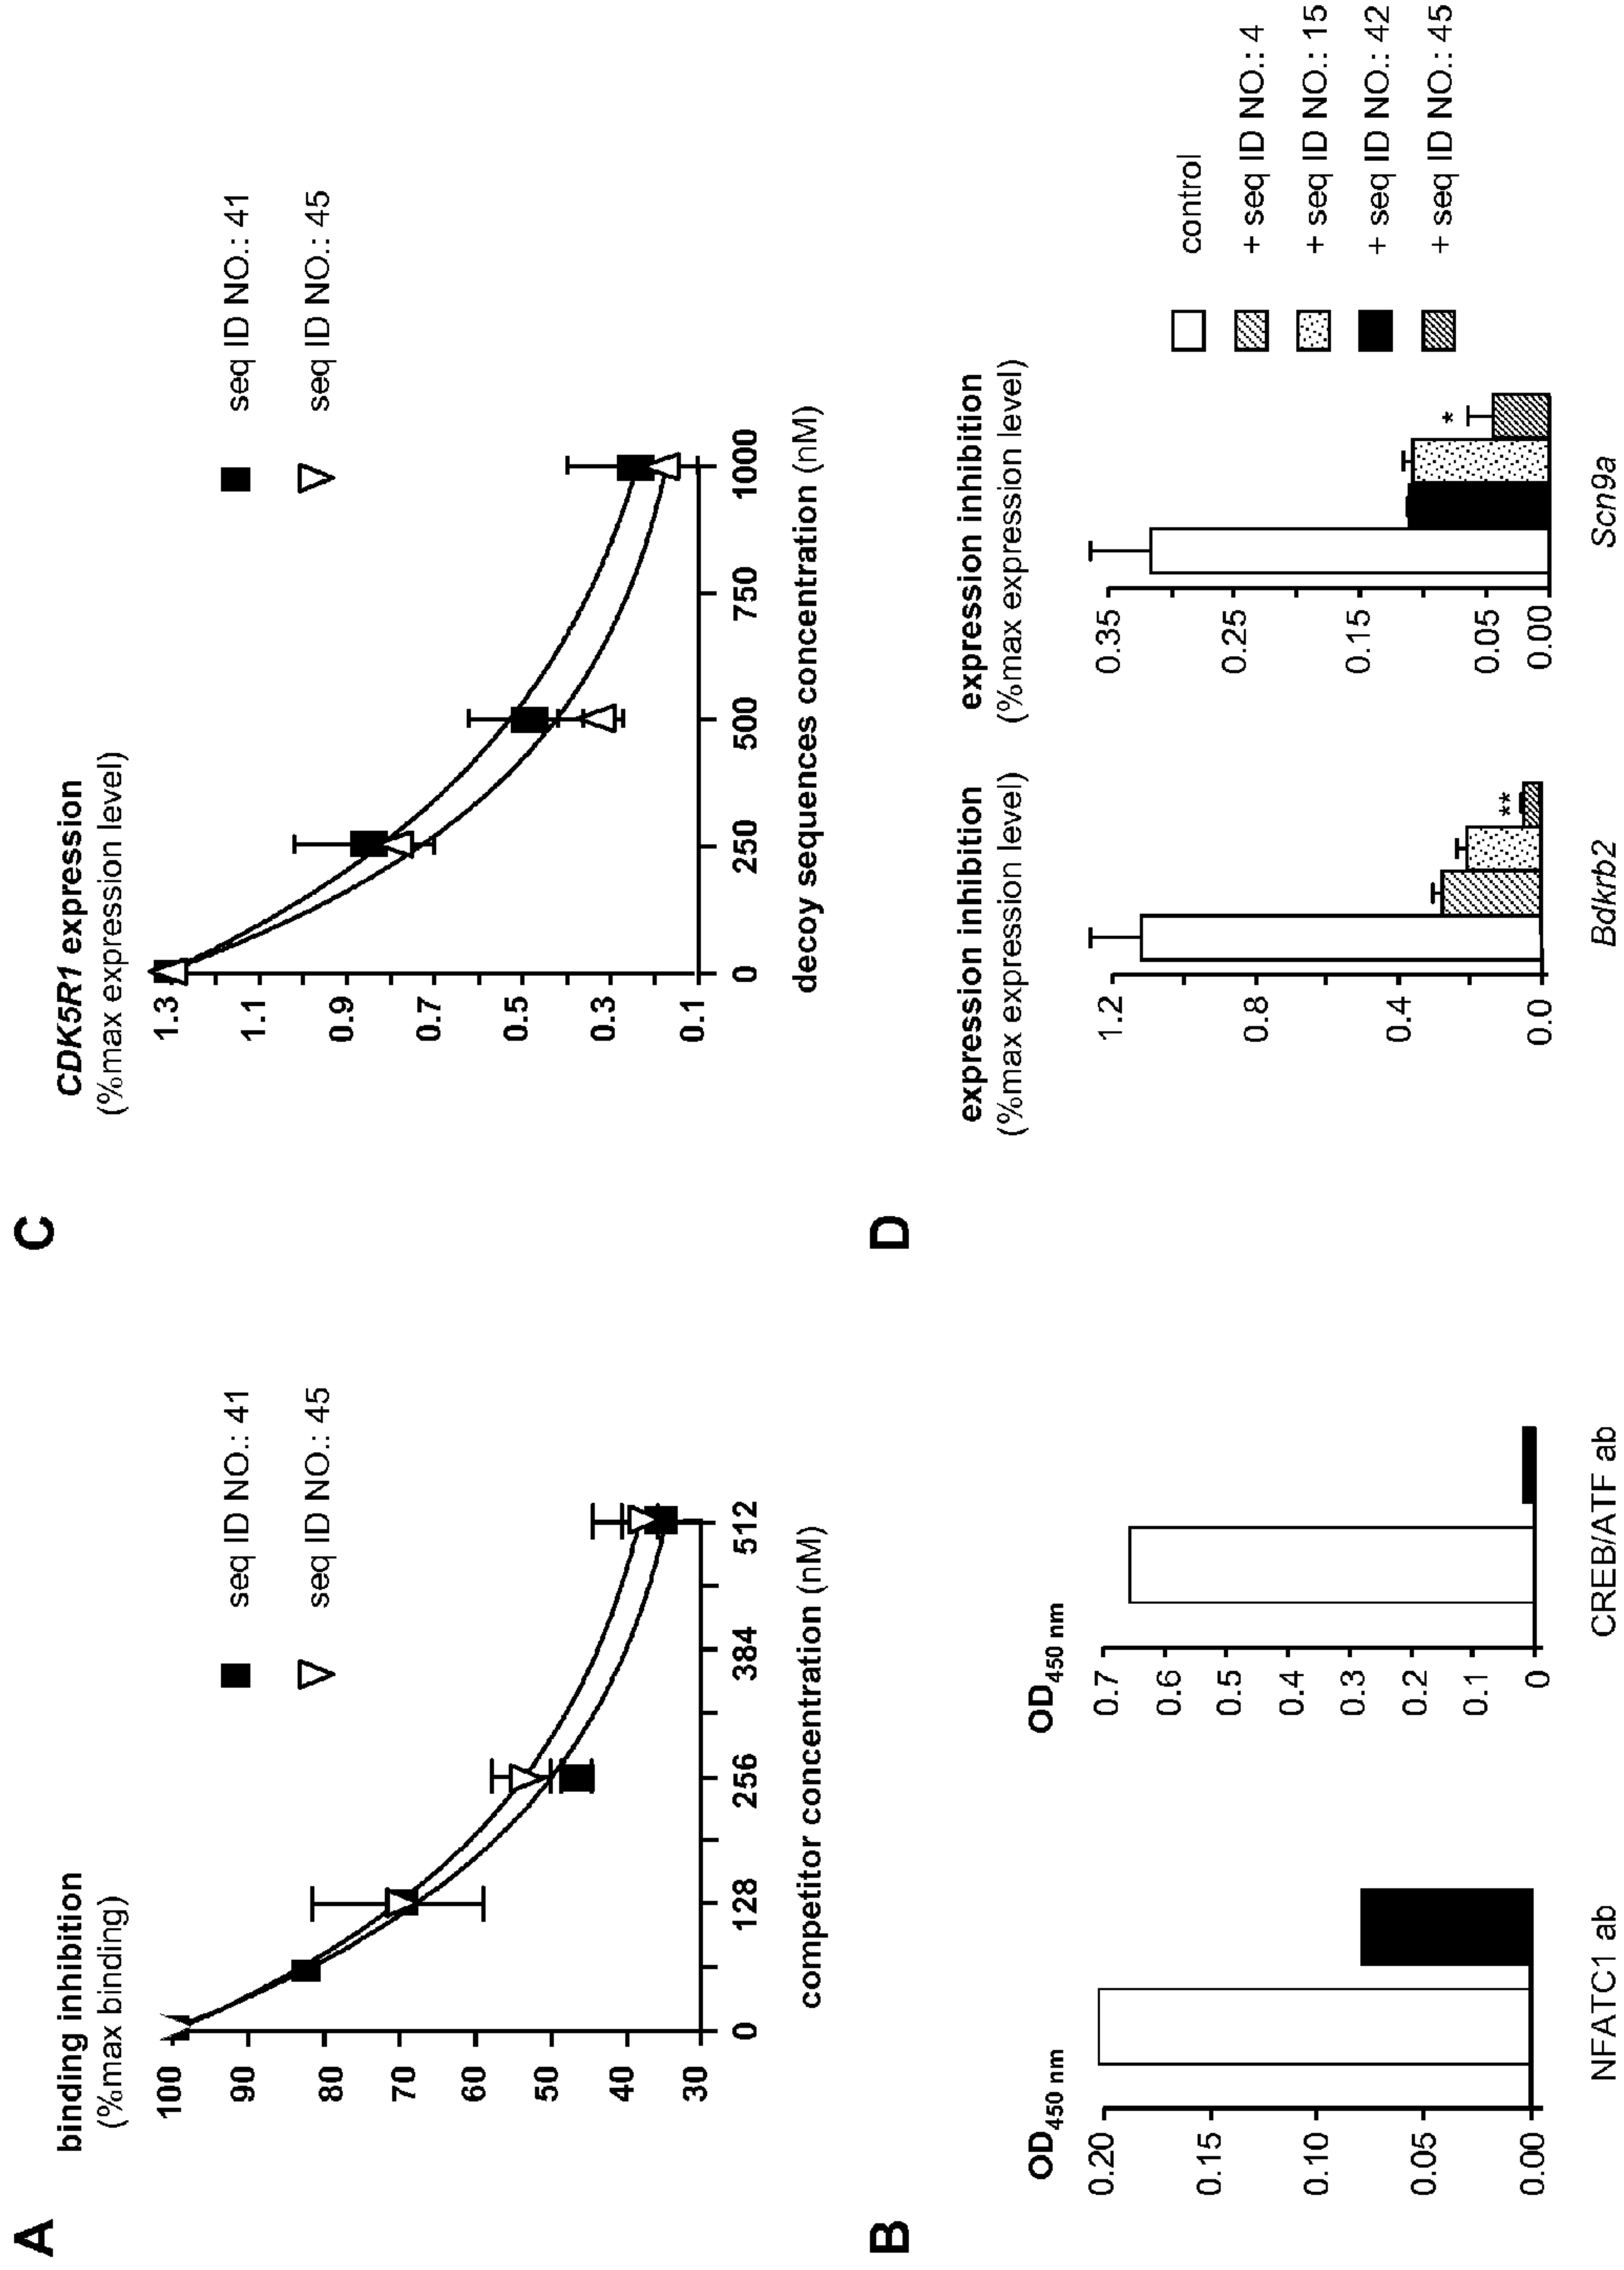 A
binding inhibition
(%max binding)
100
90
80
70
60
50
40
30
0
128
256
384
512
competitor concentration (nM)
seq ID NO.: 41
seq ID NO.: 45
C
CDK5R1 expression
(%max expression level)
1.3
1.1
0.9
0.7
0.5
0.3
0.1
0
250
500
750
1000
decoy sequences concentration (nM)
seq ID NO.: 41
seq ID NO.: 45
B
OD450 nm
0.20
0.15
0.10
0.05
0.00
NFATC1 ab
OD450 nm
0.7
0.6
0.5
0.4
0.3
0.2
0.1
0
CREB/ATF ab
D
expression inhibition
(%max expression level)
1.2
0.8
0.4
0.0
**
Bdkrb2
expression inhibition
(%max expression level)
0.35
0.25
0.15
0.05
0.00
*
Scn9a
control
+ seq ID NO.: 4
+ seq ID NO.: 15
+ seq ID NO.: 42
+ seq ID NO.: 45